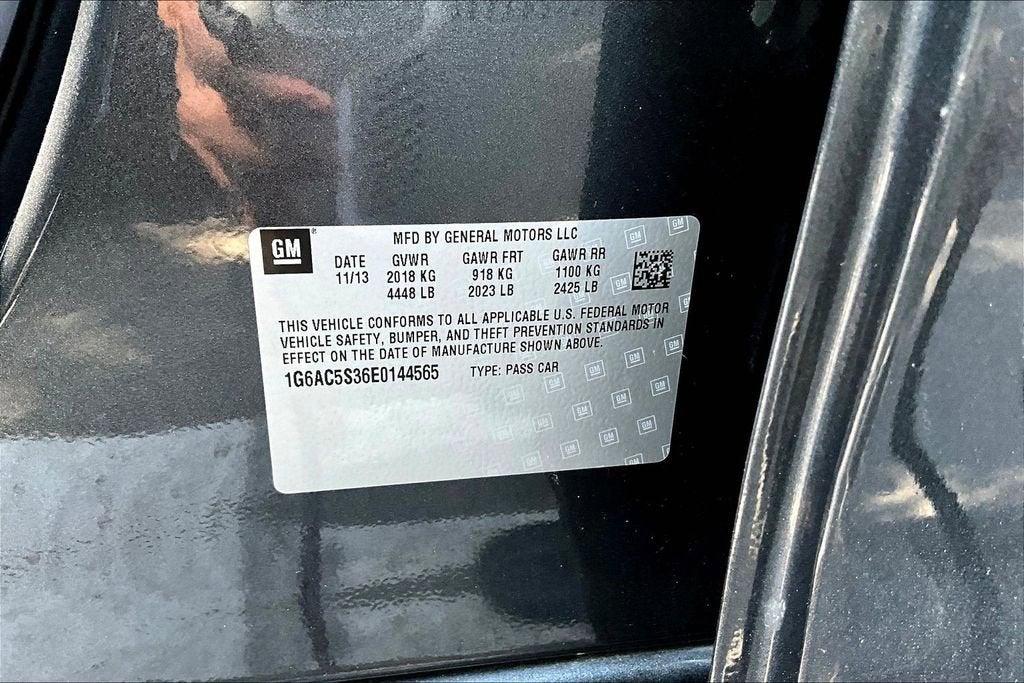 GM
MFD BY GENERAL MOTORS LLC
DATE GVWR GAWR FRT GAWR RR
11/13 2018 KG 918 KG 1100 KG
4448 LB 2023 LB 2425 LB
THIS VEHICLE CONFORMS TO ALL APPLICABLE U.S. FEDERAL MOTOR
VEHICLE SAFETY, BUMPER, AND THEFT PREVENTION STANDARDS IN
EFFECT ON THE DATE OF MANUFACTURE SHOWN ABOVE.
1G6AC5S36E0144565 TYPE: PASS CAR